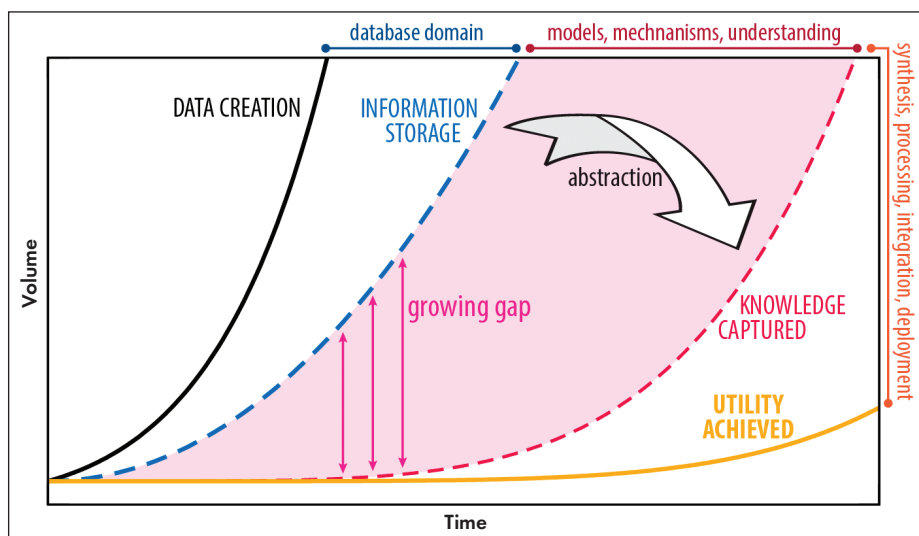 database domain
models, mechnanisms, understanding
DATA CREATION
INFORMATION
STORAGE
abstraction
growing gap
KNOWLEDGE
CAPTURED
UTILITY
ACHIEVED
synthesis, processing, integration, deployment
Volume
Time